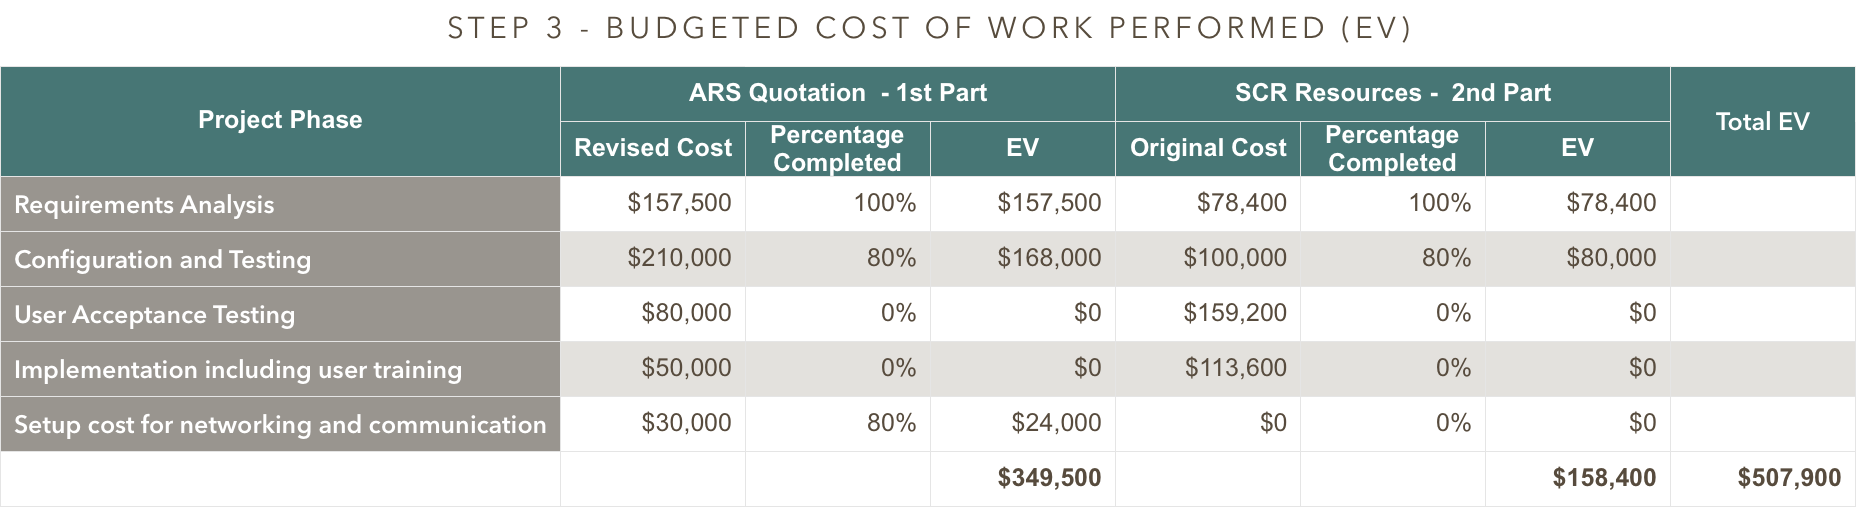 STEP 3 - BUDGETED COST OF WORK PERFORMED (EV)
Project Phase
ARS Quotation - 1st Part
SCR Resources - 2nd Part
Total EV
Revised Cost
Percentage
Completed
EV
Original Cost
Percentage
Completed
EV
Requirements Analysis $157,500 100% $157,500 $78,400 100% $78,400
Configuration and Testing $210,000 80% $168,000 $100,000 80% $80,000
User Acceptance Testing $80,000 0% $0 $159,200 0% $0
Implementation including user training $50,000 0% $0 $113,600 0% $0
Setup cost for networking and communication $30,000 80% $24,000 $0 0% $0
$349,500 $158,400 $507,900